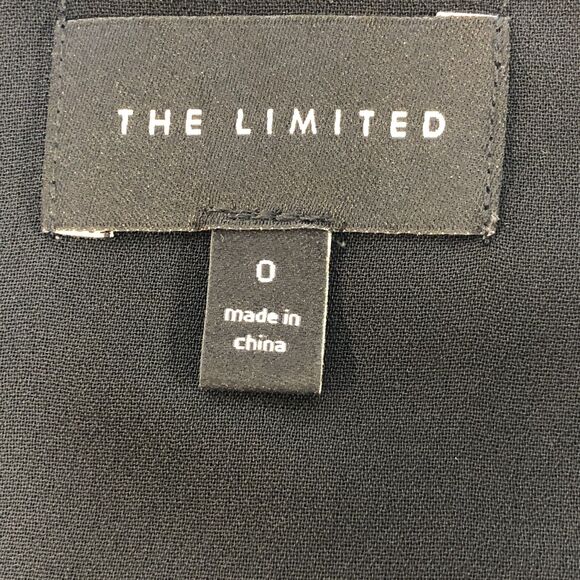 THE LIMITED
0
made in
china